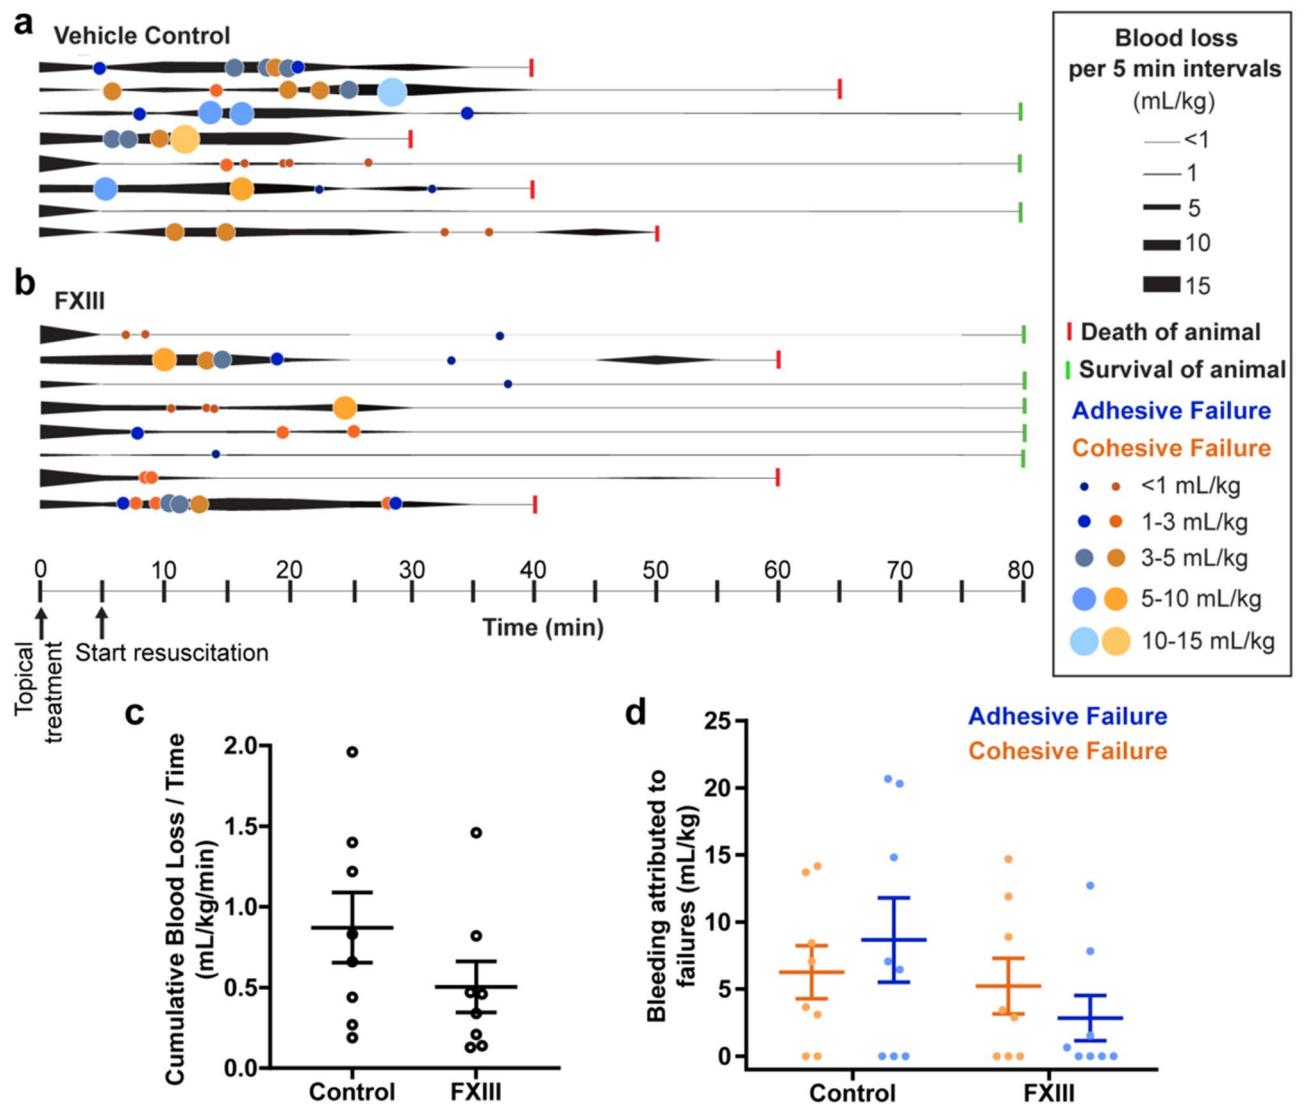 a
Vehicle Control
b
FXIII
0 10 20 30 40 50 60 70 80
Time (min)
Topical
treatment
Start resuscitation
Blood loss
per 5 min intervals
(mL/kg)
<1
1
5
10
15
Death of animal
Survival of animal
Adhesive Failure
Cohesive Failure
<1 mL/kg
1-3 mL/kg
3-5 mL/kg
5-10 mL/kg
10-15 mL/kg
c
Cumulative Blood Loss / Time
(mL/kg/min)
2.0
1.5
1.0
0.5
0.0
Control FXIII
d
Adhesive Failure
Cohesive Failure
Bleeding attributed to
failures (mL/kg)
25
20
15
10
5
0
Control FXIII